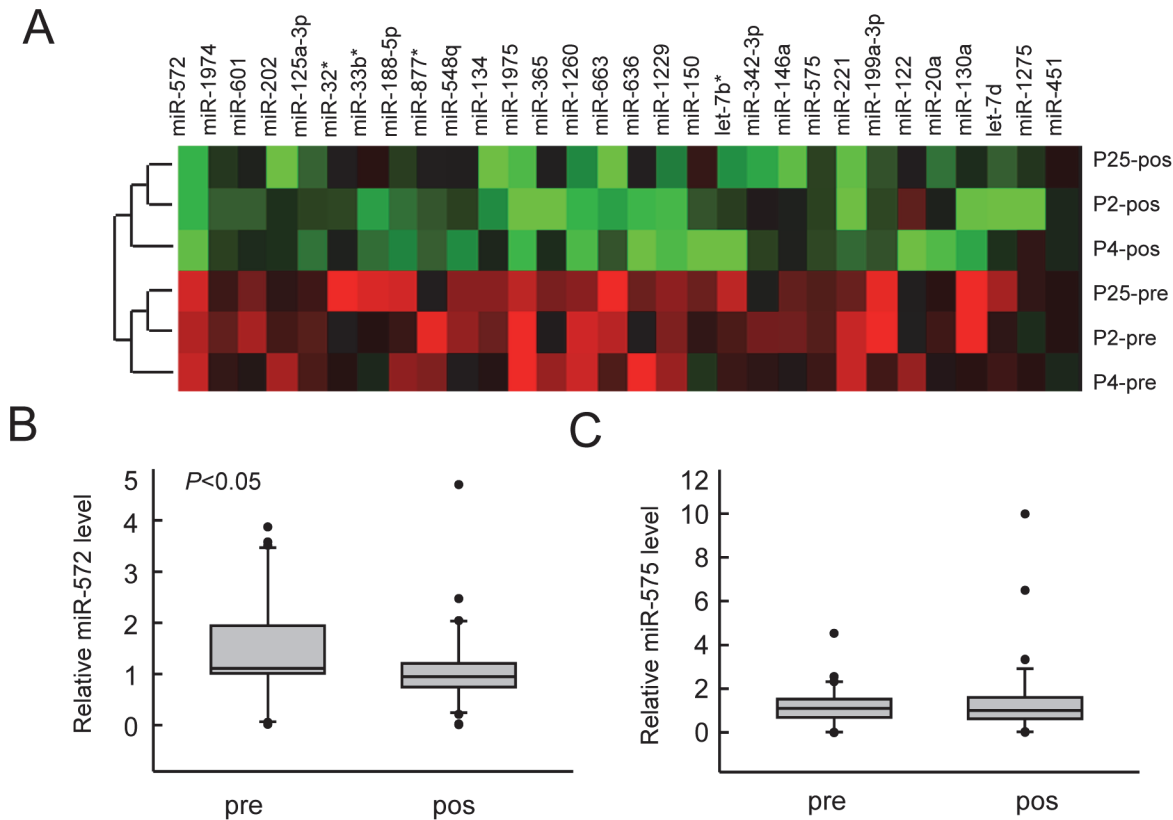 A
miR-572
miR-1974
miR-601
miR-202
miR-125a-3p
miR-32*
miR-33b*
miR-188-5p
miR-877*
miR-548q
miR-134
miR-1975
miR-365
miR-1260
miR-663
miR-636
miR-1229
miR-150
let-7b*
miR-342-3p
miR-146a
miR-575
miR-221
miR-199a-3p
miR-122
miR-20a
miR-130a
let-7d
miR-1275
miR-451
P25-pos
P2-pos
P4-pos
P25-pre
P2-pre
P4-pre
B
Relative miR-572 level
P<0.05
5
4
3
2
1
0
pre
pos
C
Relative miR-575 level
12
10
8
6
4
2
0
pre
pos